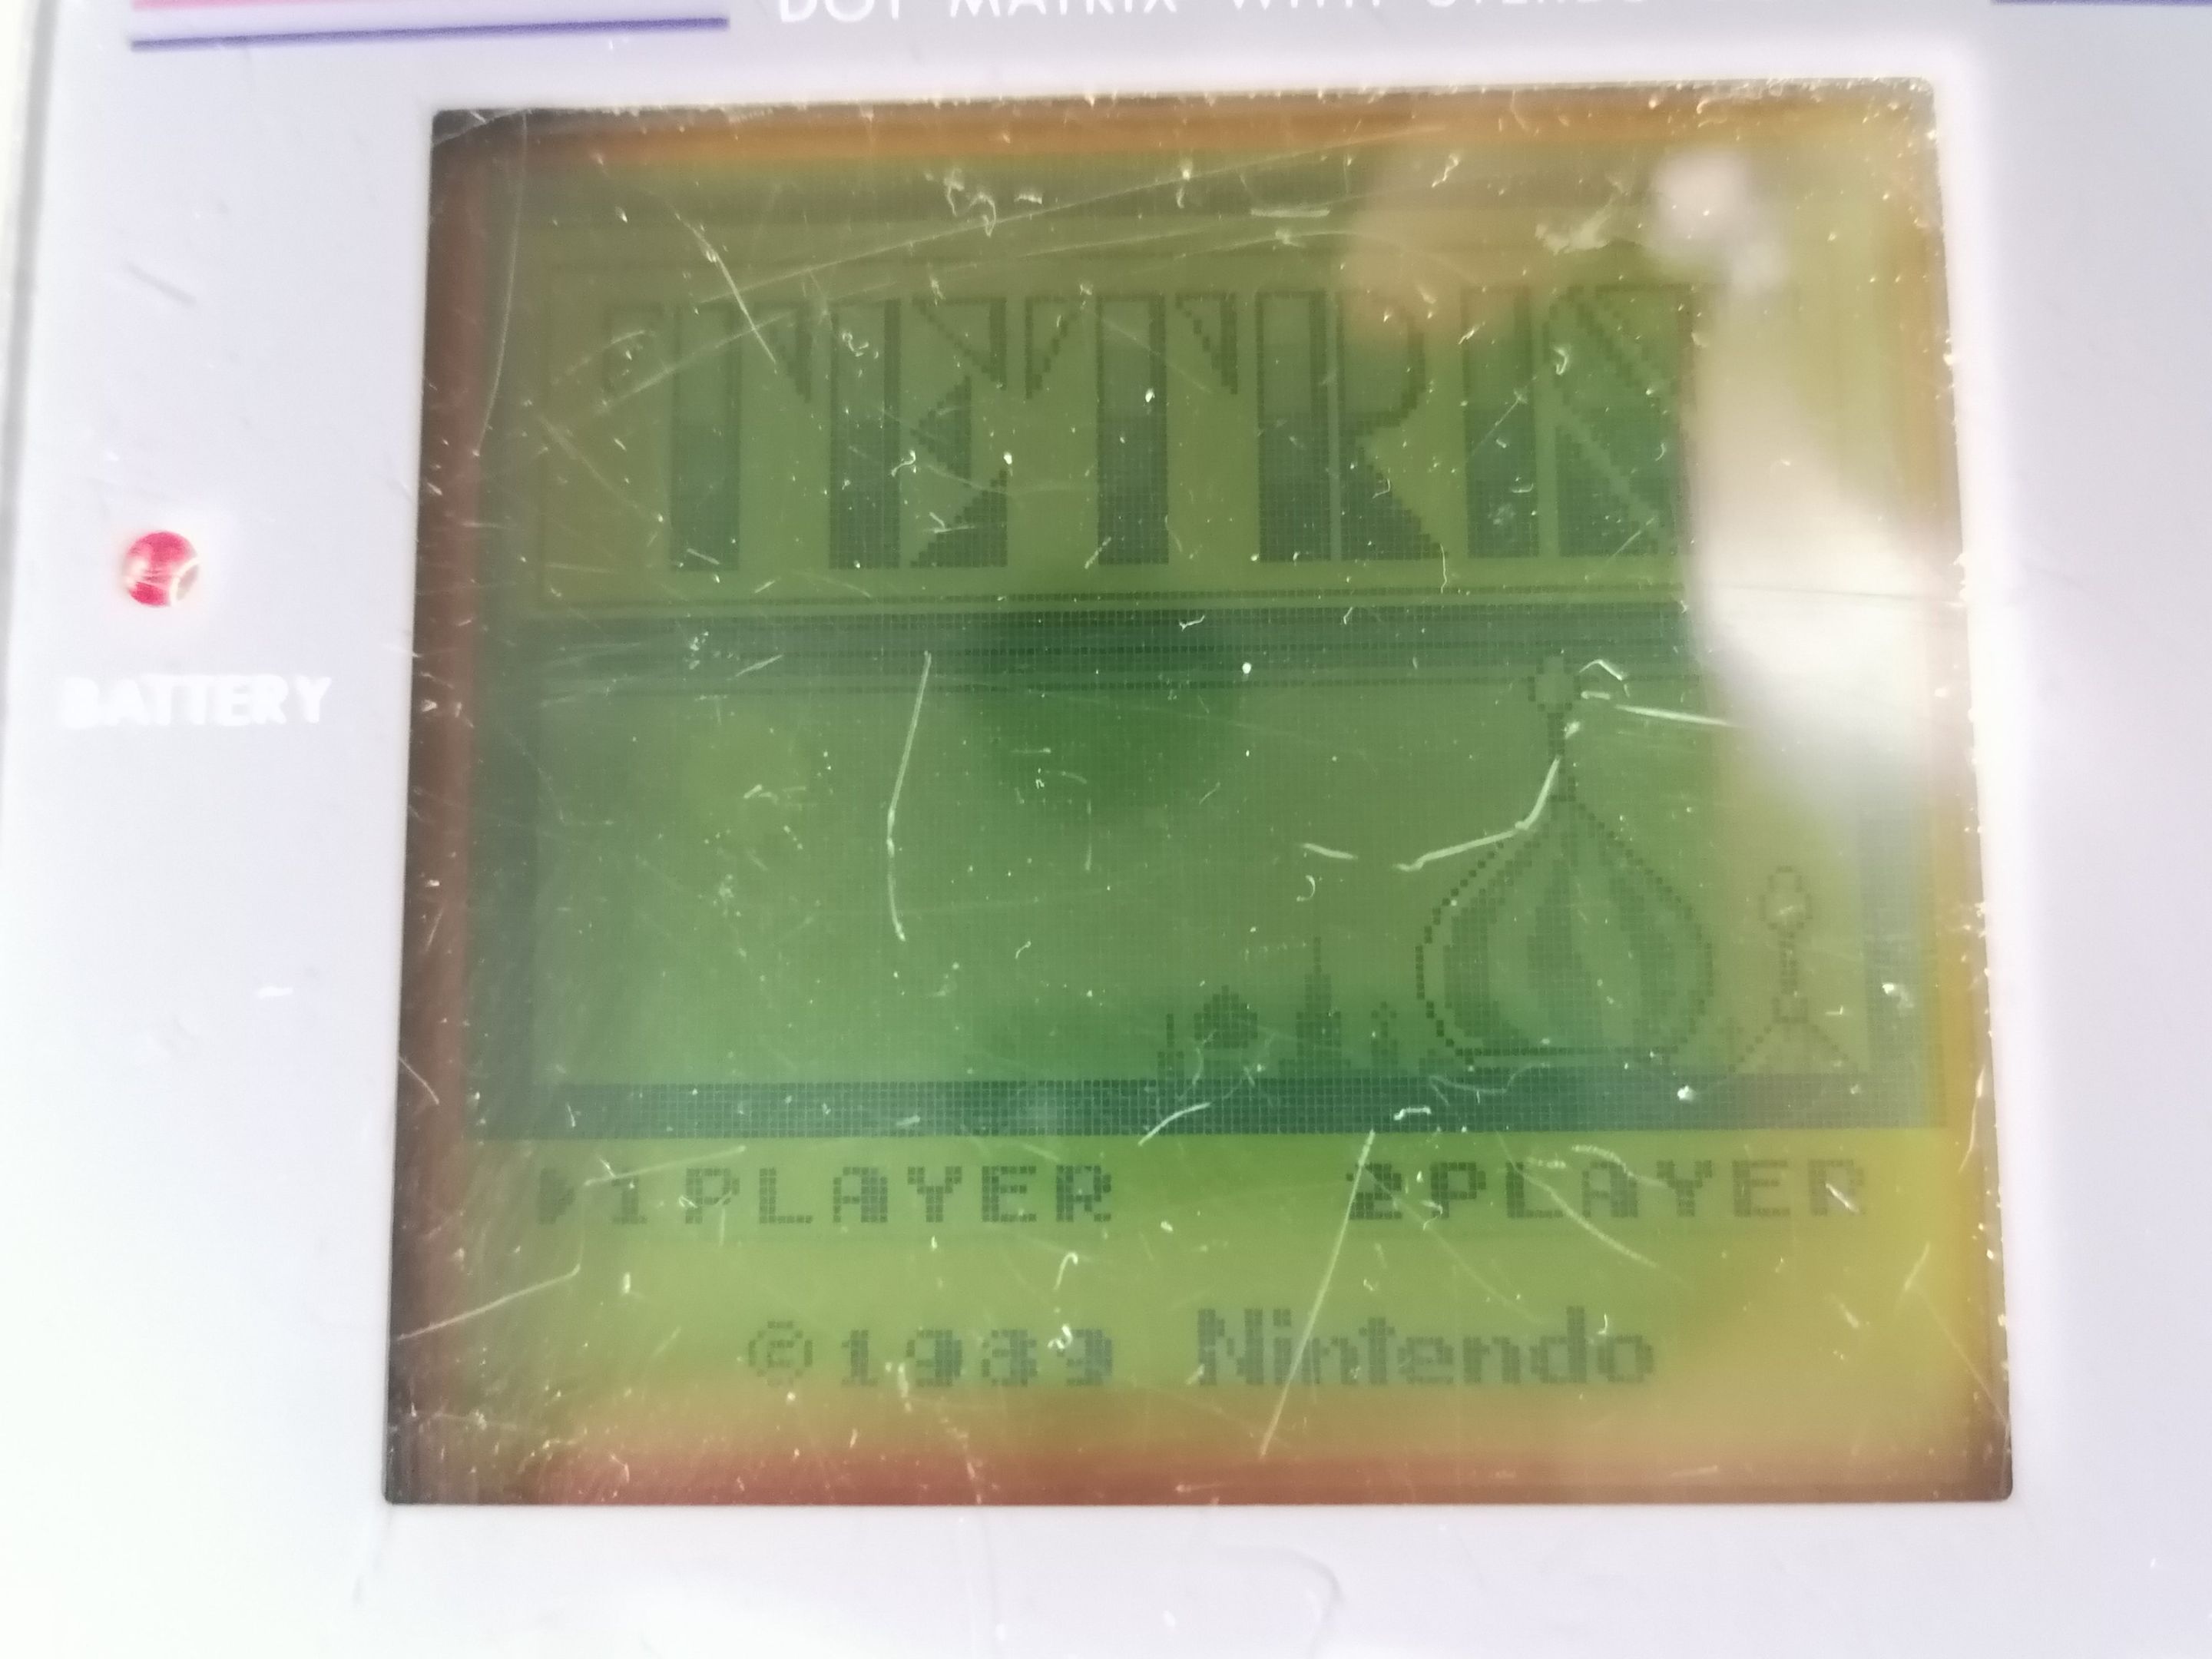 DOT MATRIX WITH STEREO
TETRIS
BATTERY
▶1PLAYER 2PLAYER
©1989 Nintendo